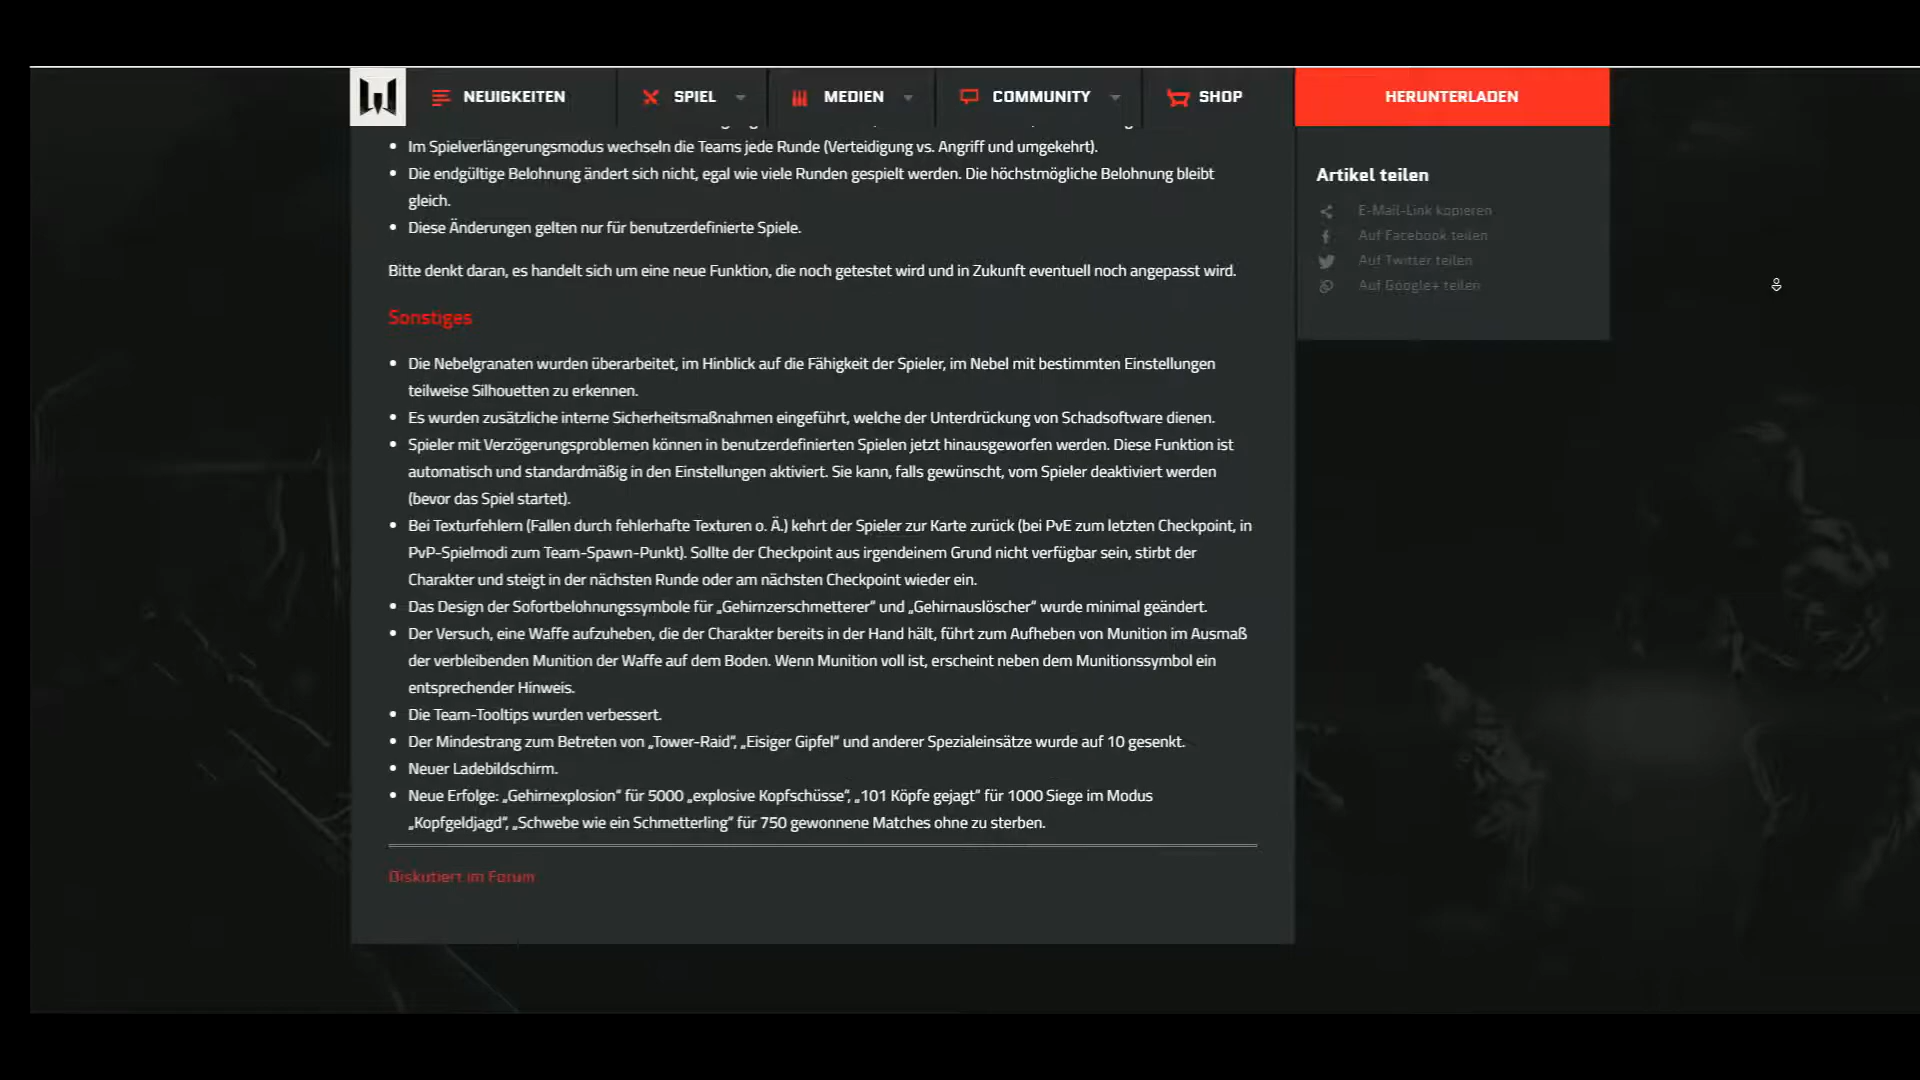 NEUIGKEITEN
SPIEL
MEDIEN
COMMUNITY
SHOP
HERUNTERLADEN
• Im Spielverlängerungsmodus wechseln die Teams jede Runde (Verteidigung vs. Angriff und umgekehrt).
• Die endgültige Belohnung ändert sich nicht, egal wie viele Runden gespielt werden. Die höchstmögliche Belohnung bleibt
gleich.
• Diese Änderungen gelten nur für benutzerdefinierte Spiele.
Bitte denkt daran, es handelt sich um eine neue Funktion, die noch getestet wird und in Zukunft eventuell noch angepasst wird.
Sonstiges
• Die Nebelgranaten wurden überarbeitet, im Hinblick auf die Fähigkeit der Spieler, im Nebel mit bestimmten Einstellungen
teilweise Silhouetten zu erkennen.
• Es wurden zusätzliche interne Sicherheitsmaßnahmen eingeführt, welche der Unterdrückung von Schadsoftware dienen.
• Spieler mit Verzögerungsproblemen können in benutzerdefinierten Spielen jetzt hinausgeworfen werden. Diese Funktion ist
automatisch und standardmäßig in den Einstellungen aktiviert. Sie kann, falls gewünscht, vom Spieler deaktiviert werden
(bevor das Spiel startet).
• Bei Texturfehlern (Fallen durch fehlerhafte Texturen o. Ä.) kehrt der Spieler zur Karte zurück (bei PvE zum letzten Checkpoint, in
PvP-Spielmodi zum Team-Spawn-Punkt). Sollte der Checkpoint aus irgendeinem Grund nicht verfügbar sein, stirbt der
Charakter und steigt in der nächsten Runde oder am nächsten Checkpoint wieder ein.
• Das Design der Sofortbelohnungssymbole für „Gehirnzerschmetterer“ und „Gehirnauslöscher“ wurde minimal geändert.
• Der Versuch, eine Waffe aufzuheben, die der Charakter bereits in der Hand hält, führt zum Aufheben von Munition im Ausmaß
der verbleibenden Munition der Waffe auf dem Boden. Wenn Munition voll ist, erscheint neben dem Munitionssymbol ein
entsprechender Hinweis.
• Die Team-Tooltips wurden verbessert.
• Der Mindestrang zum Betreten von „Tower-Raid“, „Eisiger Gipfel“ und anderer Spezialeinsätze wurde auf 10 gesenkt.
• Neuer Ladebildschirm.
• Neue Erfolge: „Gehirnexplosion“ für 5000 „explosive Kopfschüsse“, „101 Köpfe gejagt“ für 1000 Siege im Modus
„Kopfgeldjagd“, „Schwebe wie ein Schmetterling“ für 750 gewonnene Matches ohne zu sterben.
Diskutiert im Forum
Artikel teilen
E-Mail-Link kopieren
Auf Facebook teilen
Auf Twitter teilen
Auf Google+ teilen